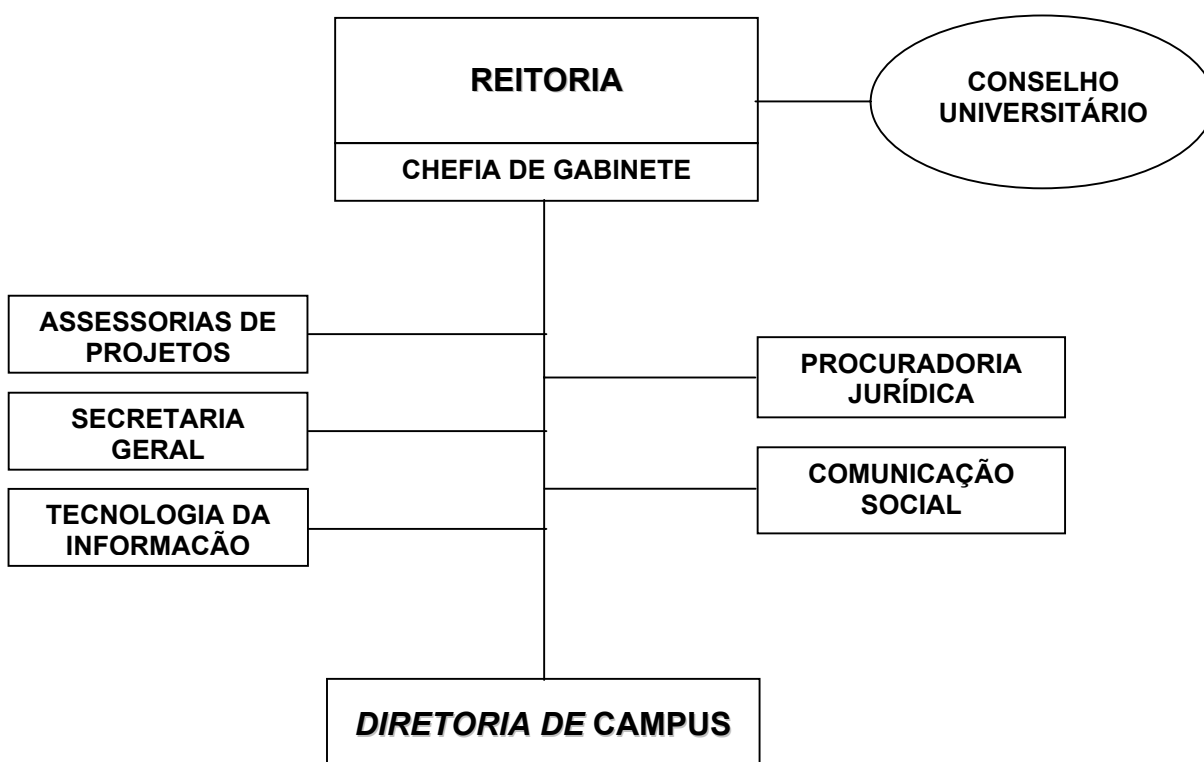 REITORIA
CONSELHO
UNIVERSITÁRIO
CHEFIA DE GABINETE
ASSESSORIAS DE
PROJETOS
PROCURADORIA
JURÍDICA
SECRETARIA
GERAL
COMUNICAÇÃO
SOCIAL
TECNOLOGIA DA
INFORMACÃO
DIRETORIA DE CAMPUS